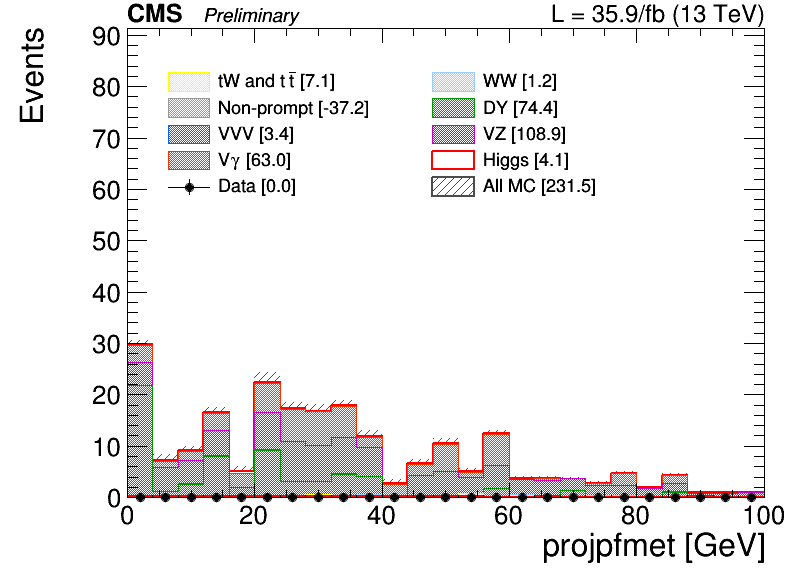 CMS Preliminary L = 35.9/fb (13 TeV)
Events
90
80
70
60
50
40
30
20
10
0
tW and tt̄ [7.1] WW [1.2]
Non-prompt [-37.2] DY [74.4]
VVV [3.4] VZ [108.9]
Vγ [63.0] Higgs [4.1]
Data [0.0] All MC [231.5]
0 20 40 60 80 100
projpfmet [GeV]